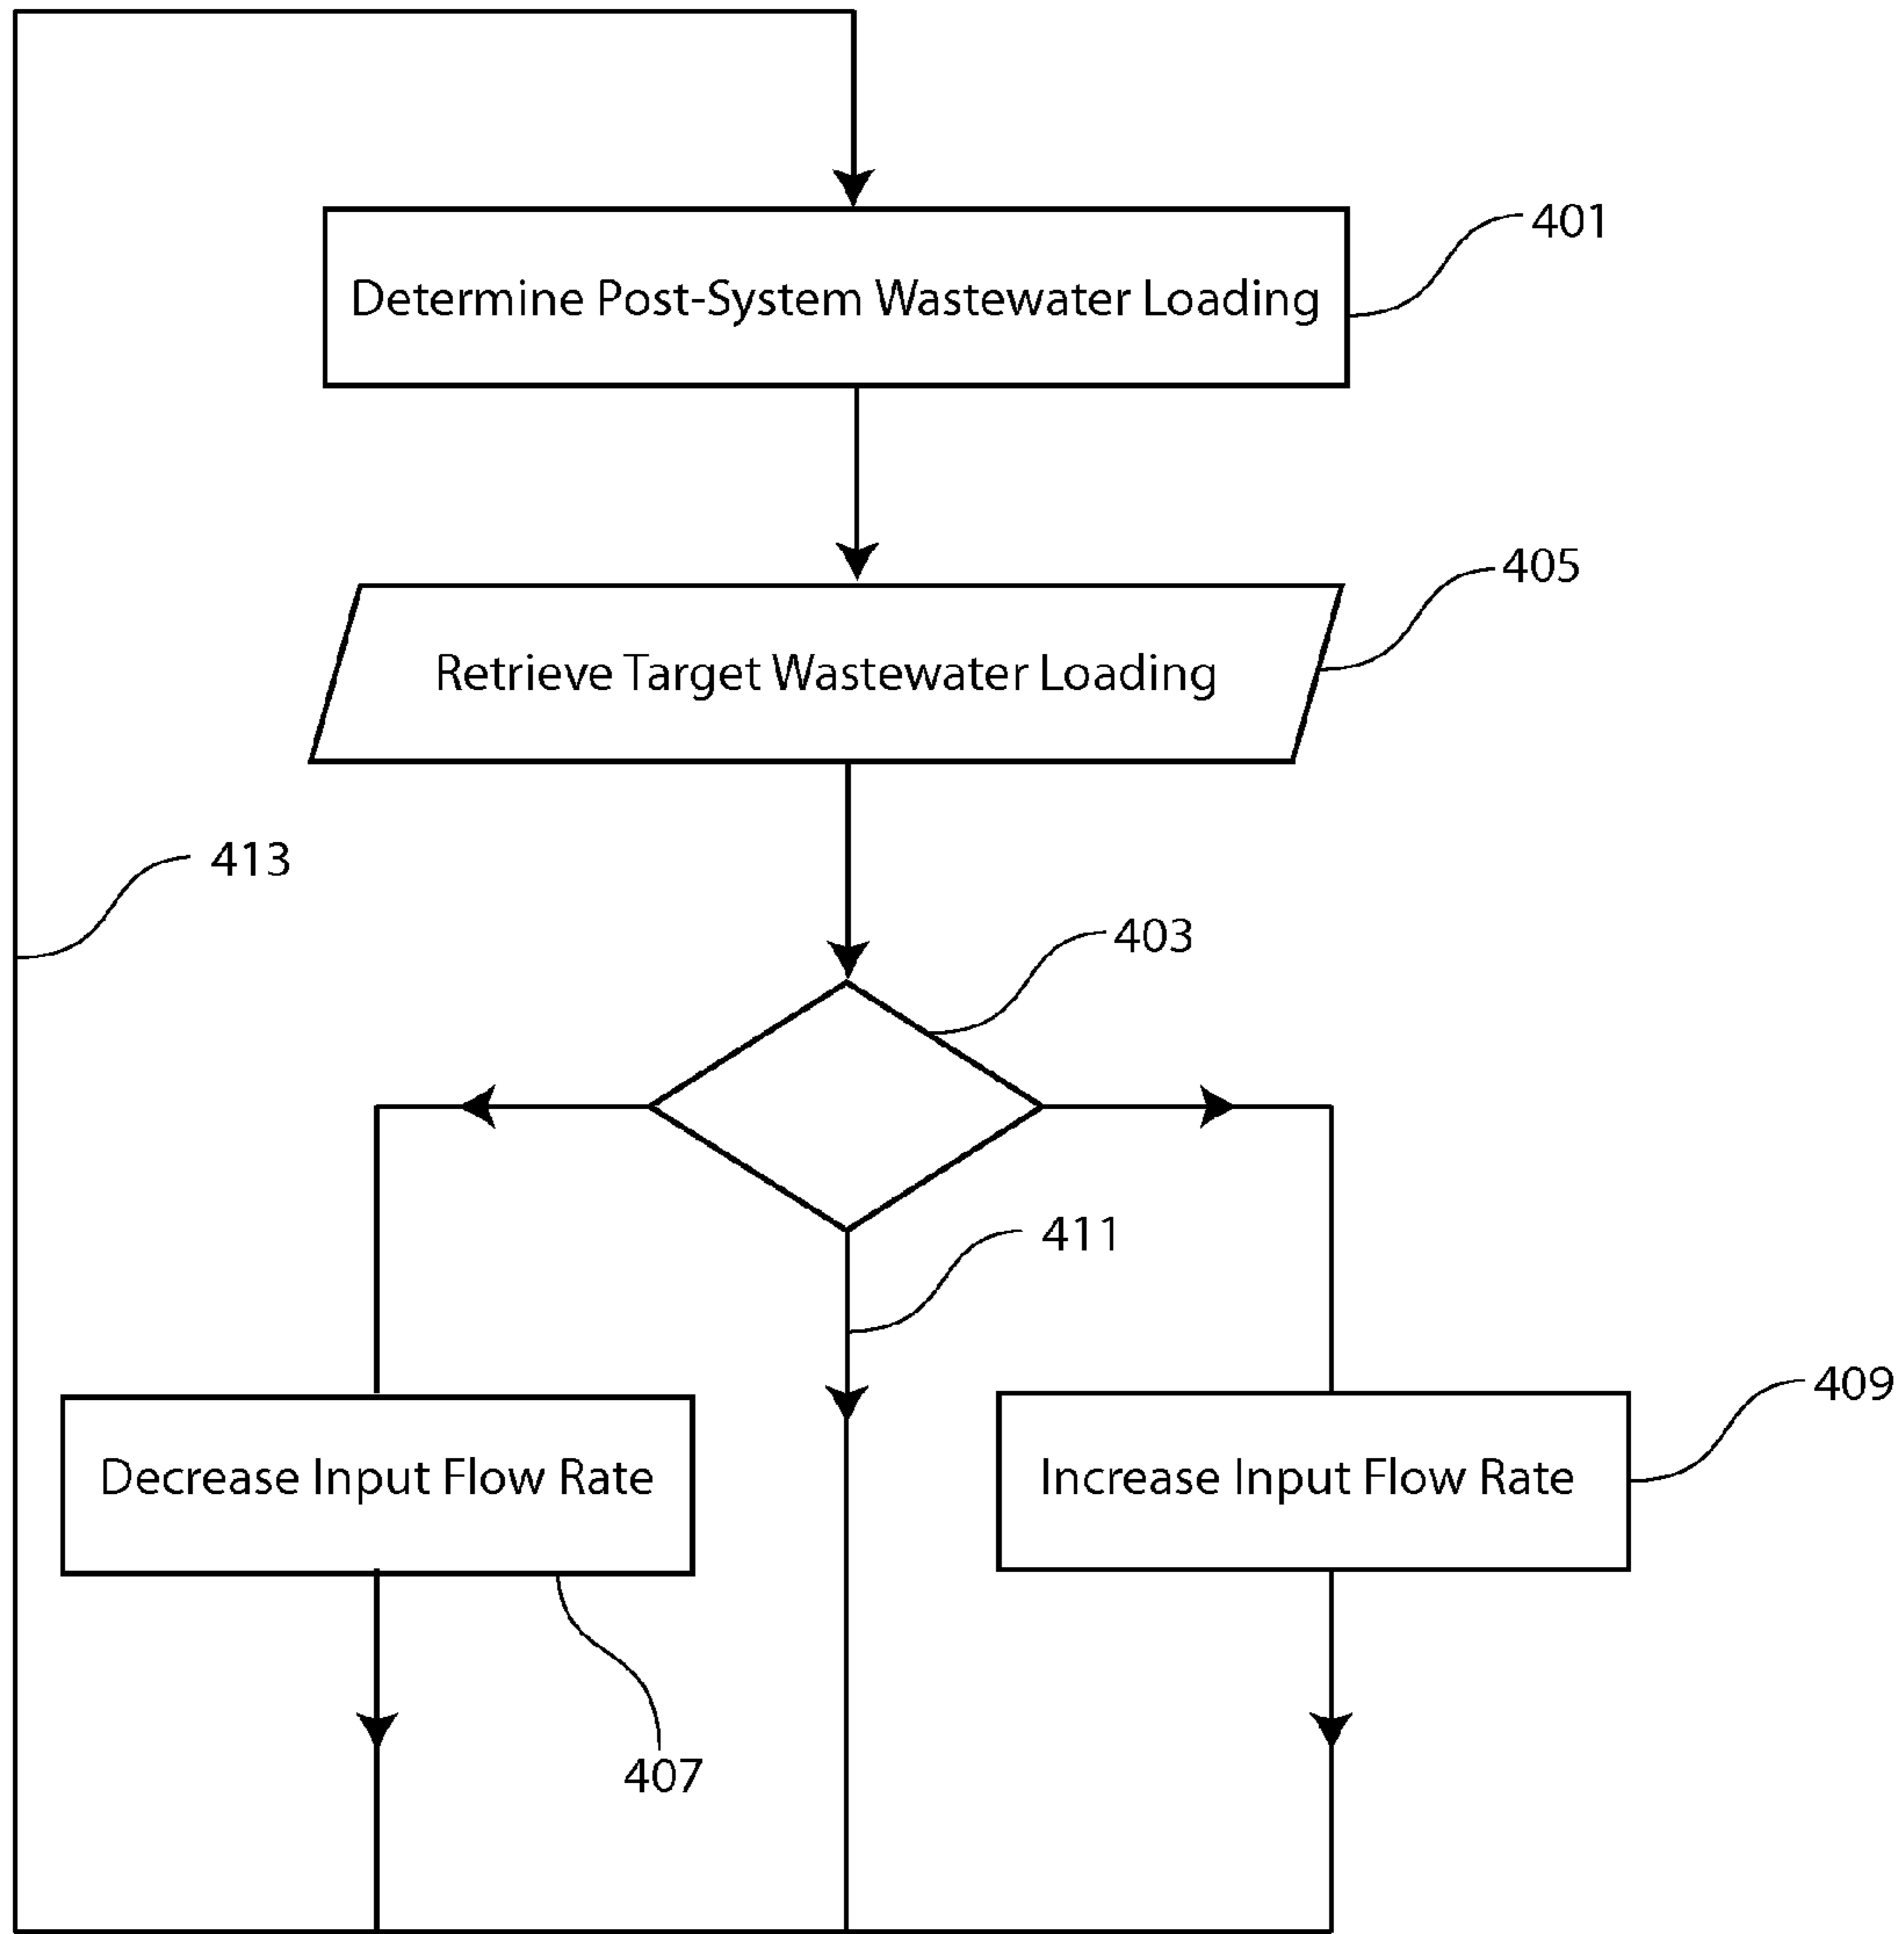 401
Determine Post-System Wastewater Loading
405
Retrieve Target Wastewater Loading
413
403
411
409
Decrease Input Flow Rate
Increase Input Flow Rate
407